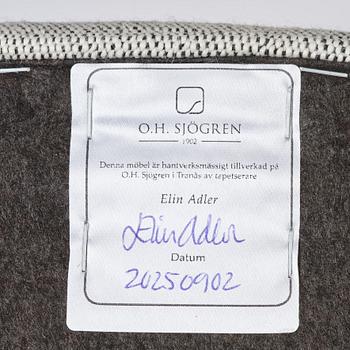 O.H. SJÖGREN
1902
Denna möbel är hantverksmässigt tillverkad på
O.H. Sjögren i Tranås av tapetserare
Elin Adler
Elin Adler
Datum
20250902